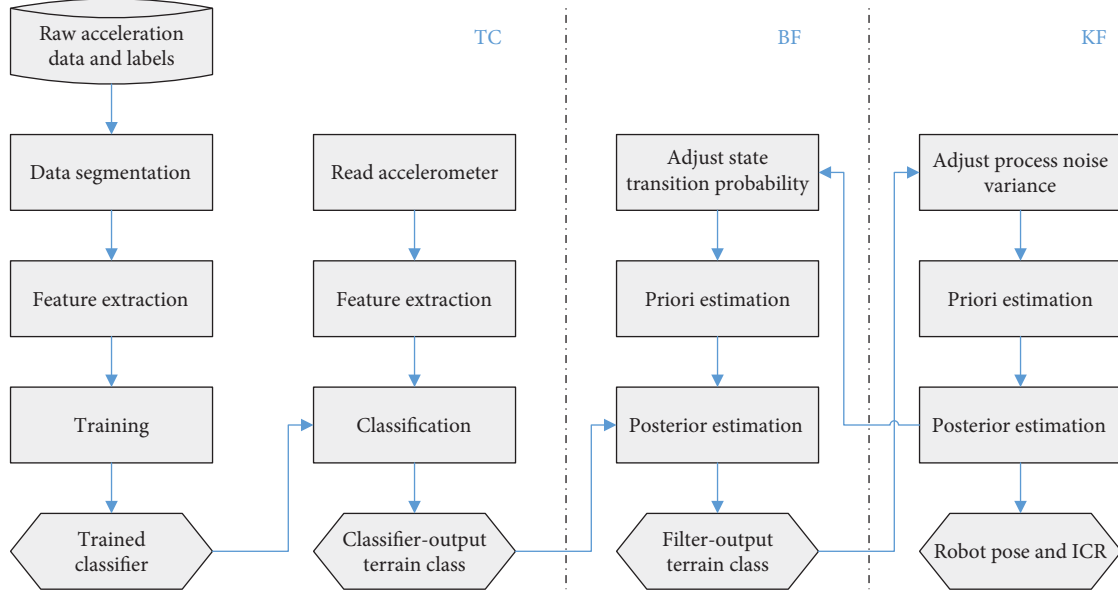 Raw acceleration
data and labels
Data segmentation
Feature extraction
Training
Trained
classifier
TC
Read accelerometer
Feature extraction
Classification
Classifier-output
terrain class
BF
Adjust state
transition probability
Priori estimation
Posterior estimation
Filter-output
terrain class
KF
Adjust process noise
variance
Priori estimation
Posterior estimation
Robot pose and ICR